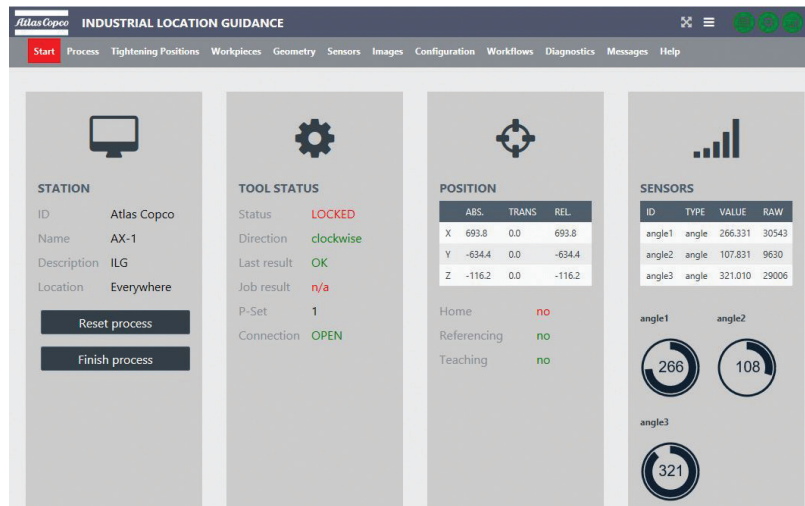 Atlas Copco INDUSTRIAL LOCATION GUIDANCE
Start Process Tightening Positions Workpieces Geometry Sensors Images Configuration Workflows Diagnostics Messages Help
STATION
ID Atlas Copco
Name AX-1
Description ILG
Location Everywhere
Reset process
Finish process
TOOL STATUS
Status LOCKED
Direction clockwise
Last result OK
Job result n/a
P-Set 1
Connection OPEN
POSITION
ABS. TRANS REL.
X 693.8 0.0 693.8
Y -634.4 0.0 -634.4
Z -116.2 0.0 -116.2
Home no
Referencing no
Teaching no
SENSORS
ID TYPE VALUE RAW
angle1 angle 266.331 30543
angle2 angle 107.831 9630
angle3 angle 321.010 29006
angle1 angle2
266 108
angle3
321